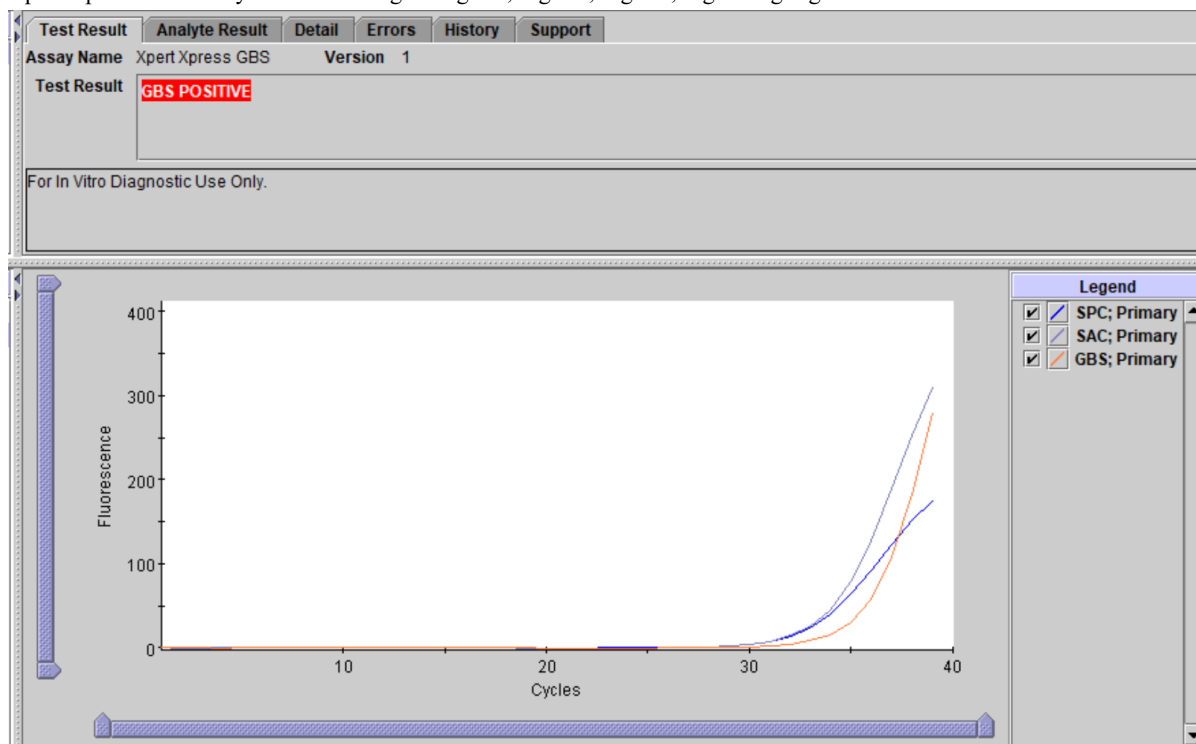 Test Result Analyte Result Detail Errors History Support
Assay Name Xpert Xpress GBS Version 1
Test Result GBS POSITIVE
For In Vitro Diagnostic Use Only.
Legend
SPC; Primary
SAC; Primary
GBS; Primary
400
300
200
100
0
Fluorescence
10 20 30 40
Cycles